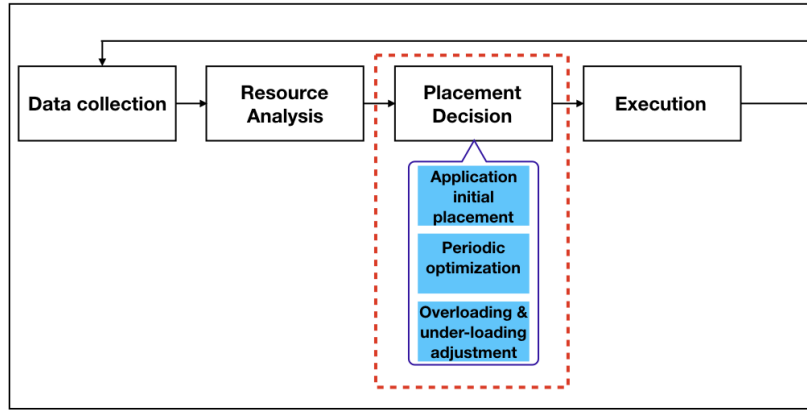 Data collection
Resource
Analysis
Placement
Decision
Execution
Application
initial
placement
Periodic
optimization
Overloading &
under-loading
adjustment